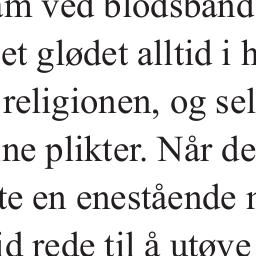 am ved blodsbånd
et glødet alltid i h
religionen, og sel
ne plikter. Når de
te en enestående
id rede til å utøve